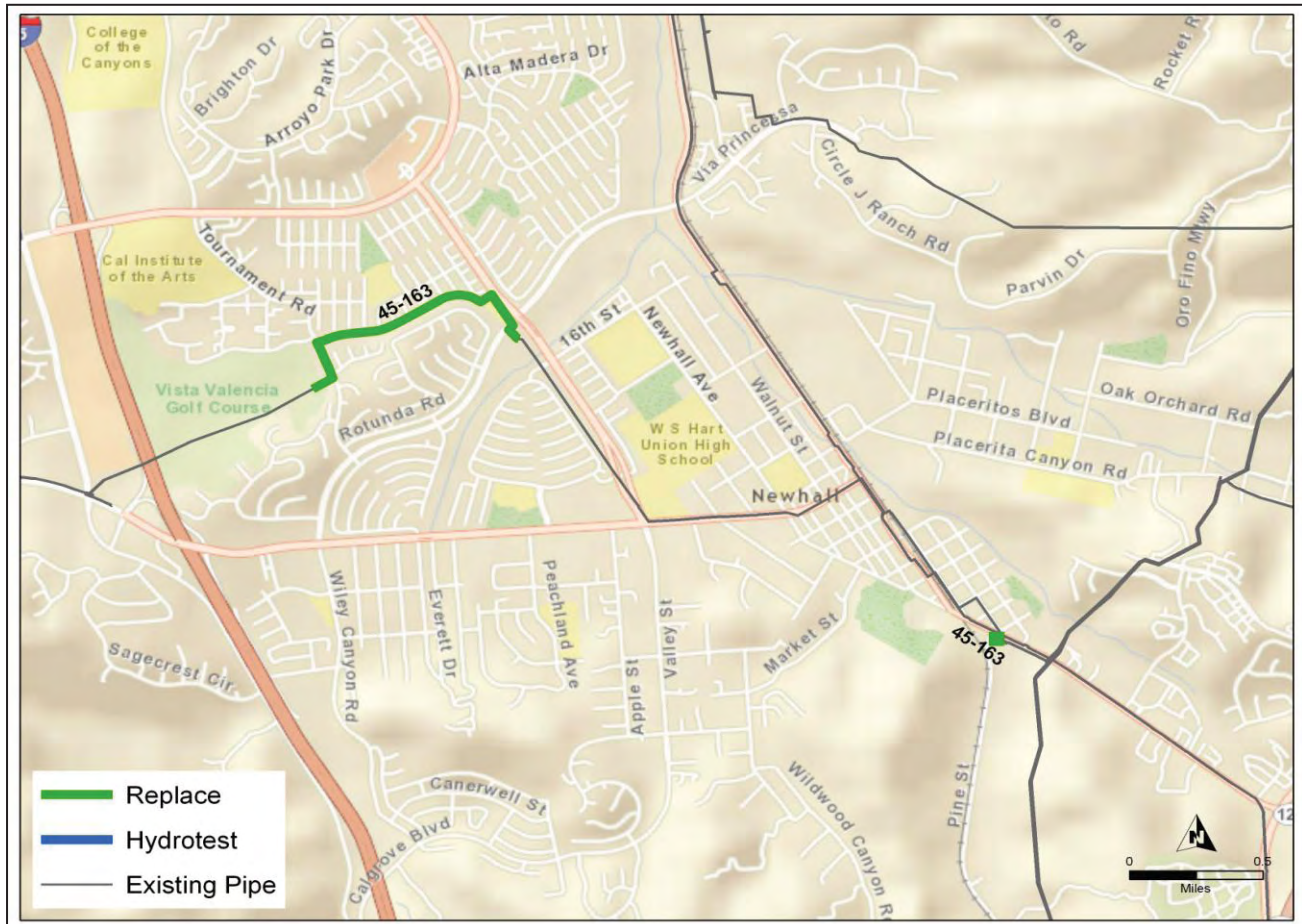 5
College
of the
Canyons
Brighton Dr
Arroyo Park Dr
Alta Madera Dr
Rocket R
Via Princessa
Circle J Ranch Rd
Parvin Dr
Oro Fino Mtwy
Cal Institute
of the Arts
Tournament Rd
45-163
16th St
Newhall Ave
Walnut St
Vista Valencia
Golf Course
Rotunda Rd
W S Hart
Union High
School
Placeritos Blvd
Oak Orchard Rd
Placerita Canyon Rd
Newhall
Wiley Canyon Rd
Everett Dr
Peachland Ave
Apple St
Valley St
Market St
45-163
Sagecrest Cir
Pine St
Wildwood Canyon Rd
Canerwell St
Calgrove Blvd
12
Replace
Hydrotest
Existing Pipe
N
0 0.5
Miles